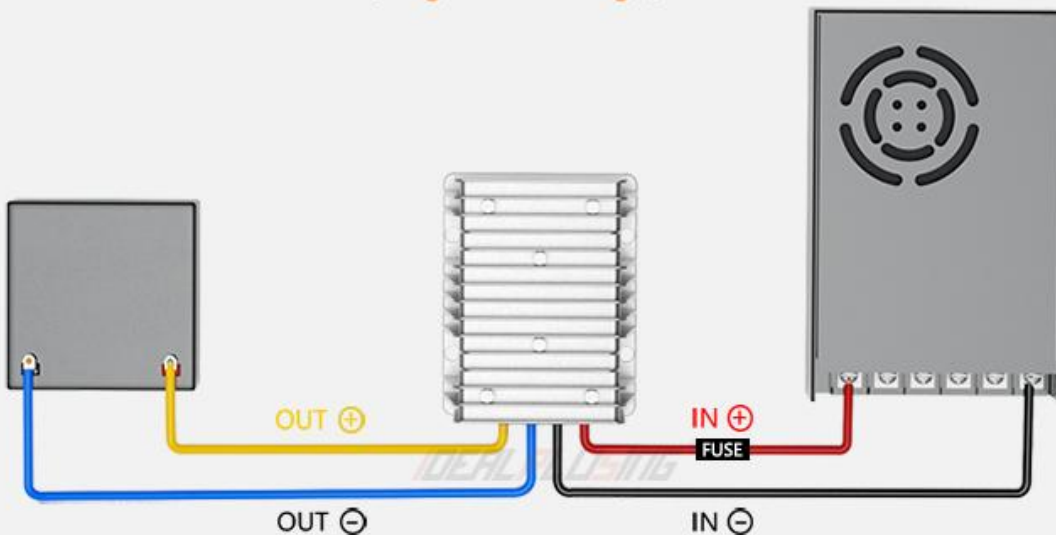 OUT ⊕
IN ⊕
FUSE
OUT ⊖
IN ⊖